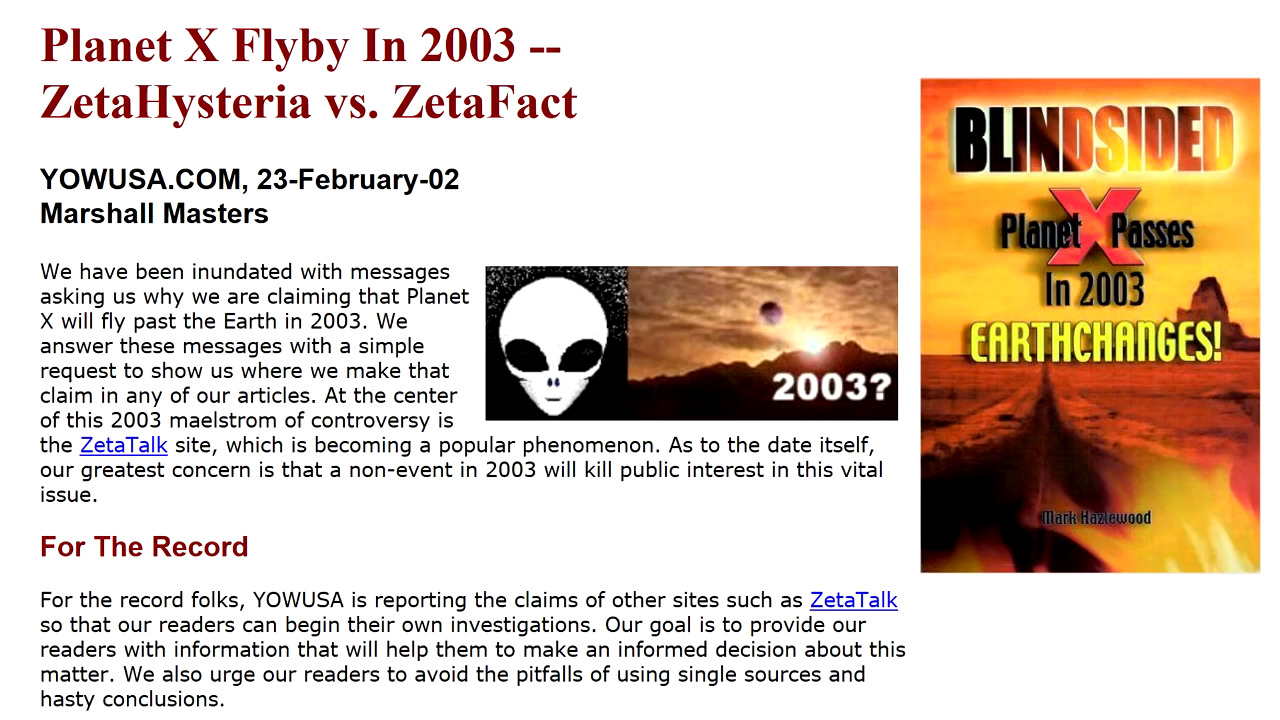 Planet X Flyby In 2003 --
ZetaHysteria vs. ZetaFact
YOWUSA.COM, 23-February-02
Marshall Masters
We have been inundated with messages
asking us why we are claiming that Planet
X will fly past the Earth in 2003. We
answer these messages with a simple
request to show us where we make that
claim in any of our articles. At the center
of this 2003 maelstrom of controversy is
the ZetaTalk site, which is becoming a popular phenomenon. As to the date itself,
our greatest concern is that a non-event in 2003 will kill public interest in this vital
issue.
2003?
For The Record
For the record folks, YOWUSA is reporting the claims of other sites such as ZetaTalk
so that our readers can begin their own investigations. Our goal is to provide our
readers with information that will help them to make an informed decision about this
matter. We also urge our readers to avoid the pitfalls of using single sources and
hasty conclusions.
BLINDSIDED
Planet X Passes
In 2003
EARTHCHANGES!
Mark Hazlewood